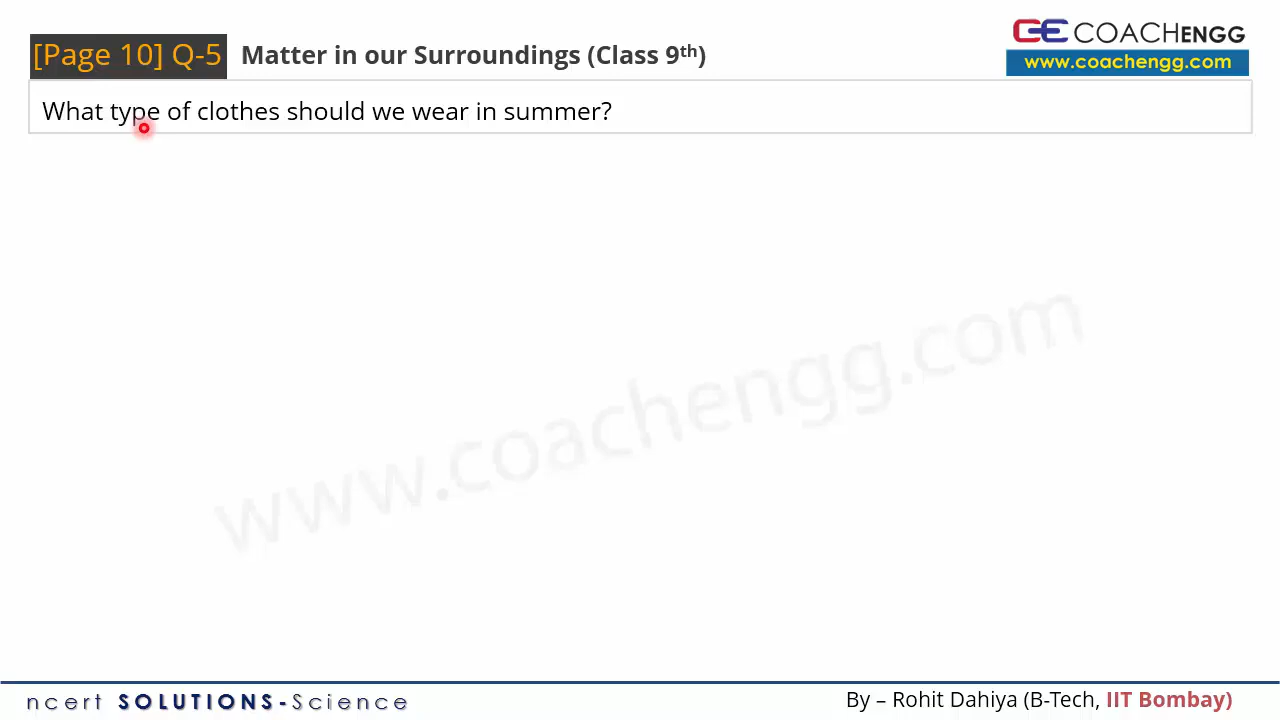 [Page 10] Q-5 Matter in our Surroundings (Class 9th)
GE COACHENGG
www.coachengg.com
What type of clothes should we wear in summer?
www.coachengg.com
ncert SOLUTIONS-Science
By – Rohit Dahiya (B-Tech, IIT Bombay)